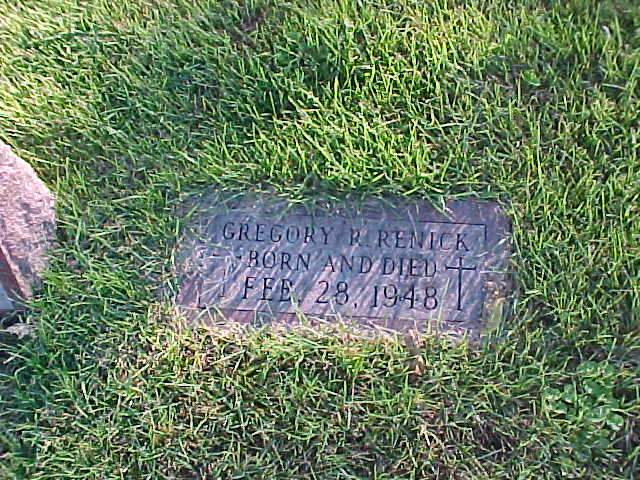 GREGORY R. RENICK
BORN AND DIED
FEB. 28, 1948